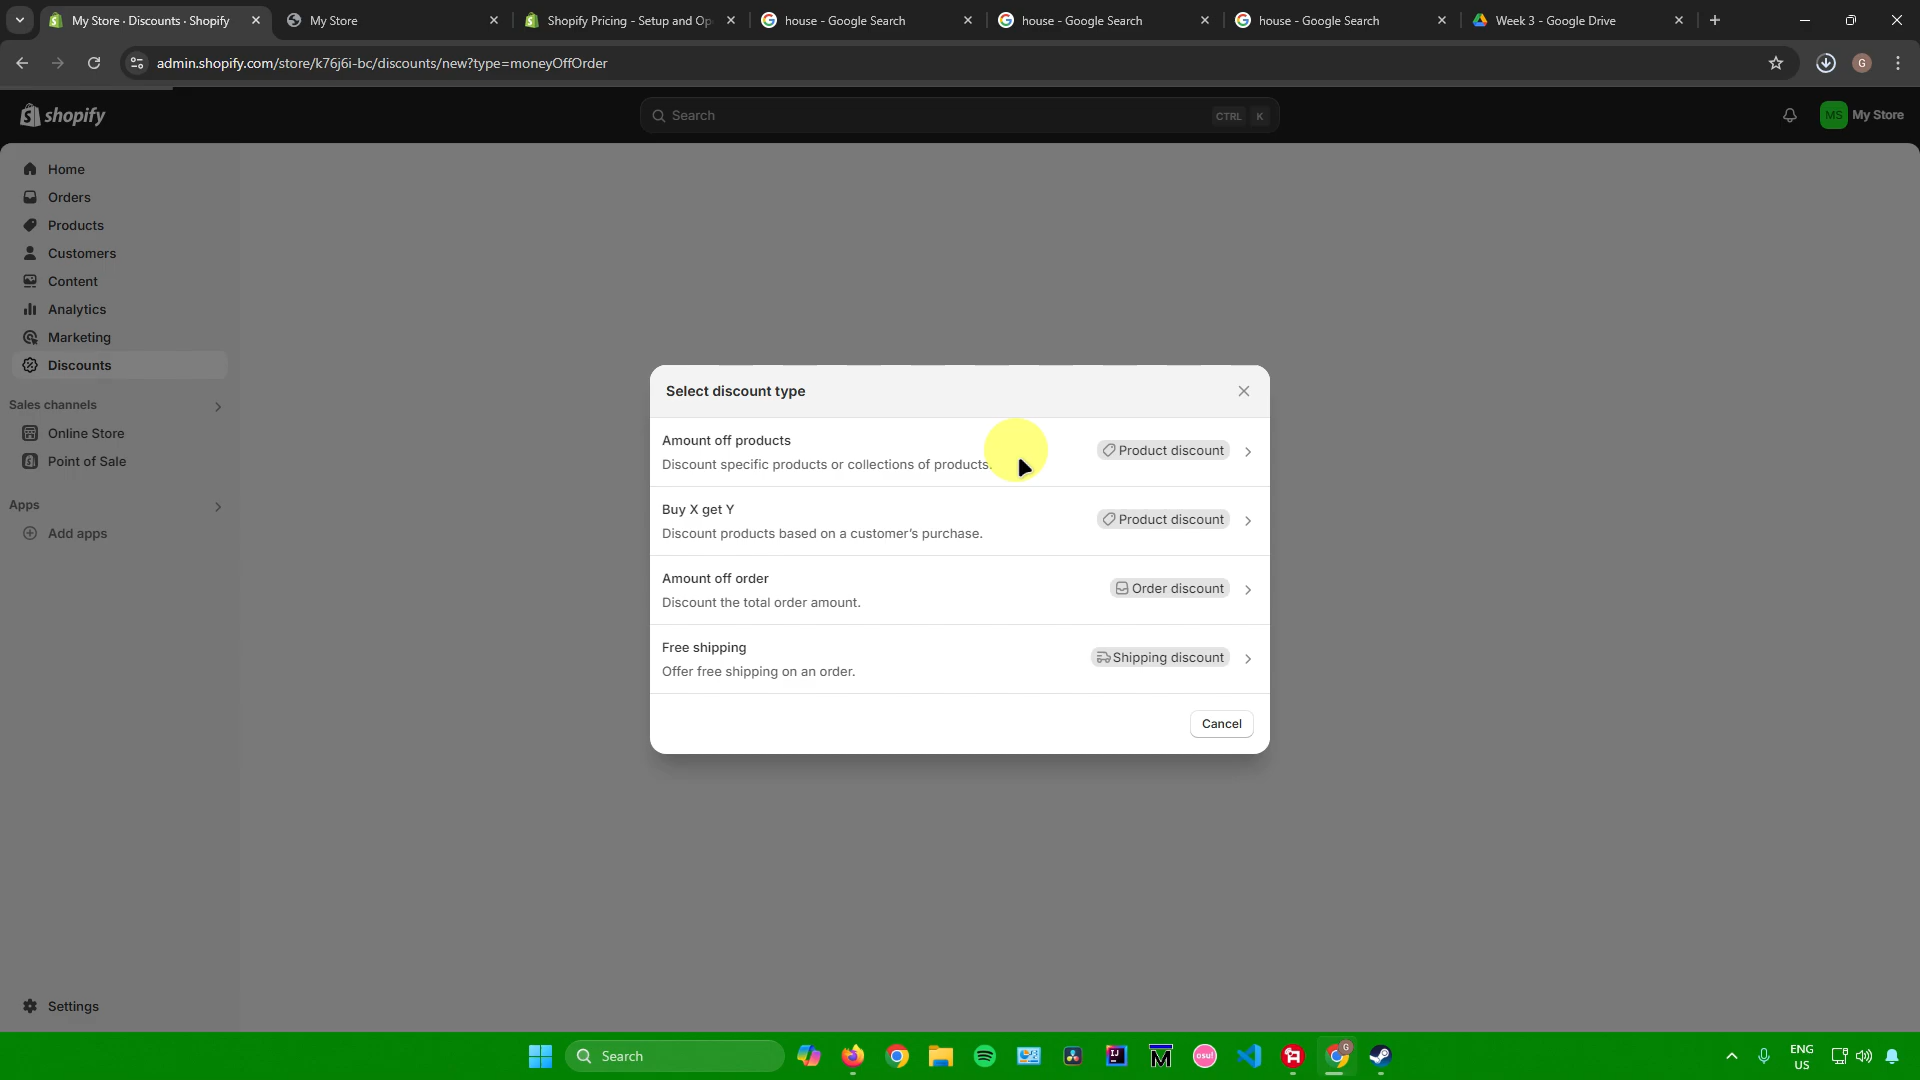 My Store · Discounts · Shopify
My Store
Shopify Pricing - Setup and Op
house - Google Search
house - Google Search
house - Google Search
Week 3 - Google Drive
admin.shopify.com/store/k76j6i-bc/discounts/new?type=moneyOffOrder
G
shopify
Search
CTRL K
MS My Store
Home
Orders
Products
Customers
Content
Analytics
Marketing
Discounts
Sales channels
Online Store
Point of Sale
Apps
Add apps
Settings
Select discount type
Amount off products
Discount specific products or collections of products.
Product discount
Buy X get Y
Discount products based on a customer's purchase.
Product discount
Amount off order
Discount the total order amount.
Order discount
Free shipping
Offer free shipping on an order.
Shipping discount
Cancel
Search
IJ
M
osu!
G
ENG
US